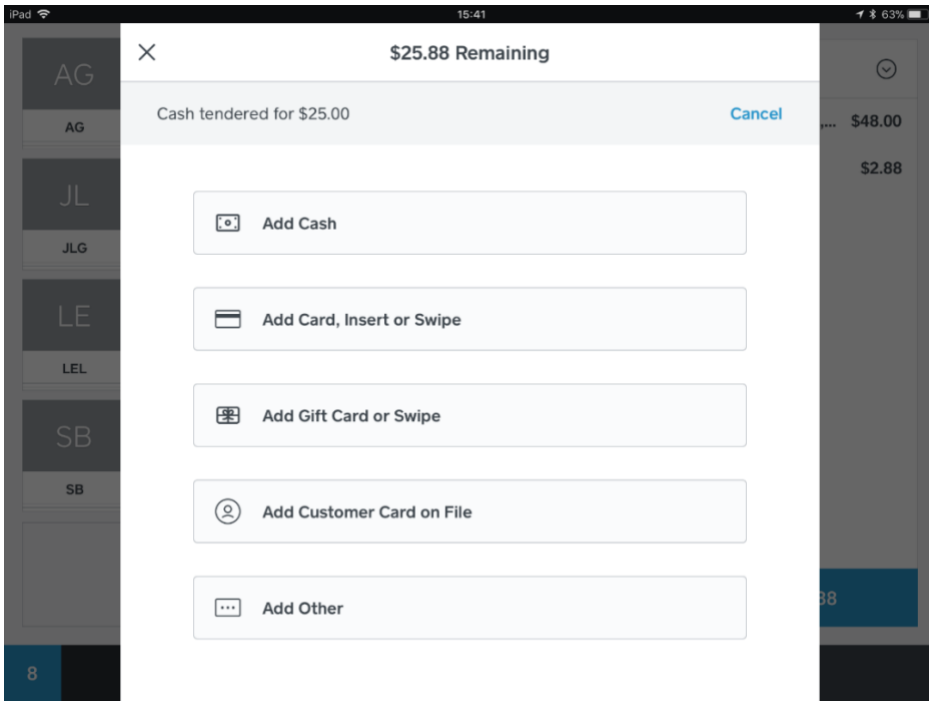 iPad 15:41 63%
$25.88 Remaining
Cash tendered for $25.00 Cancel
AG
AG
JL
JLG
LE
LEL
SB
SB
,... $48.00
$2.88
Add Cash
Add Card, Insert or Swipe
Add Gift Card or Swipe
Add Customer Card on File
Add Other
88
8